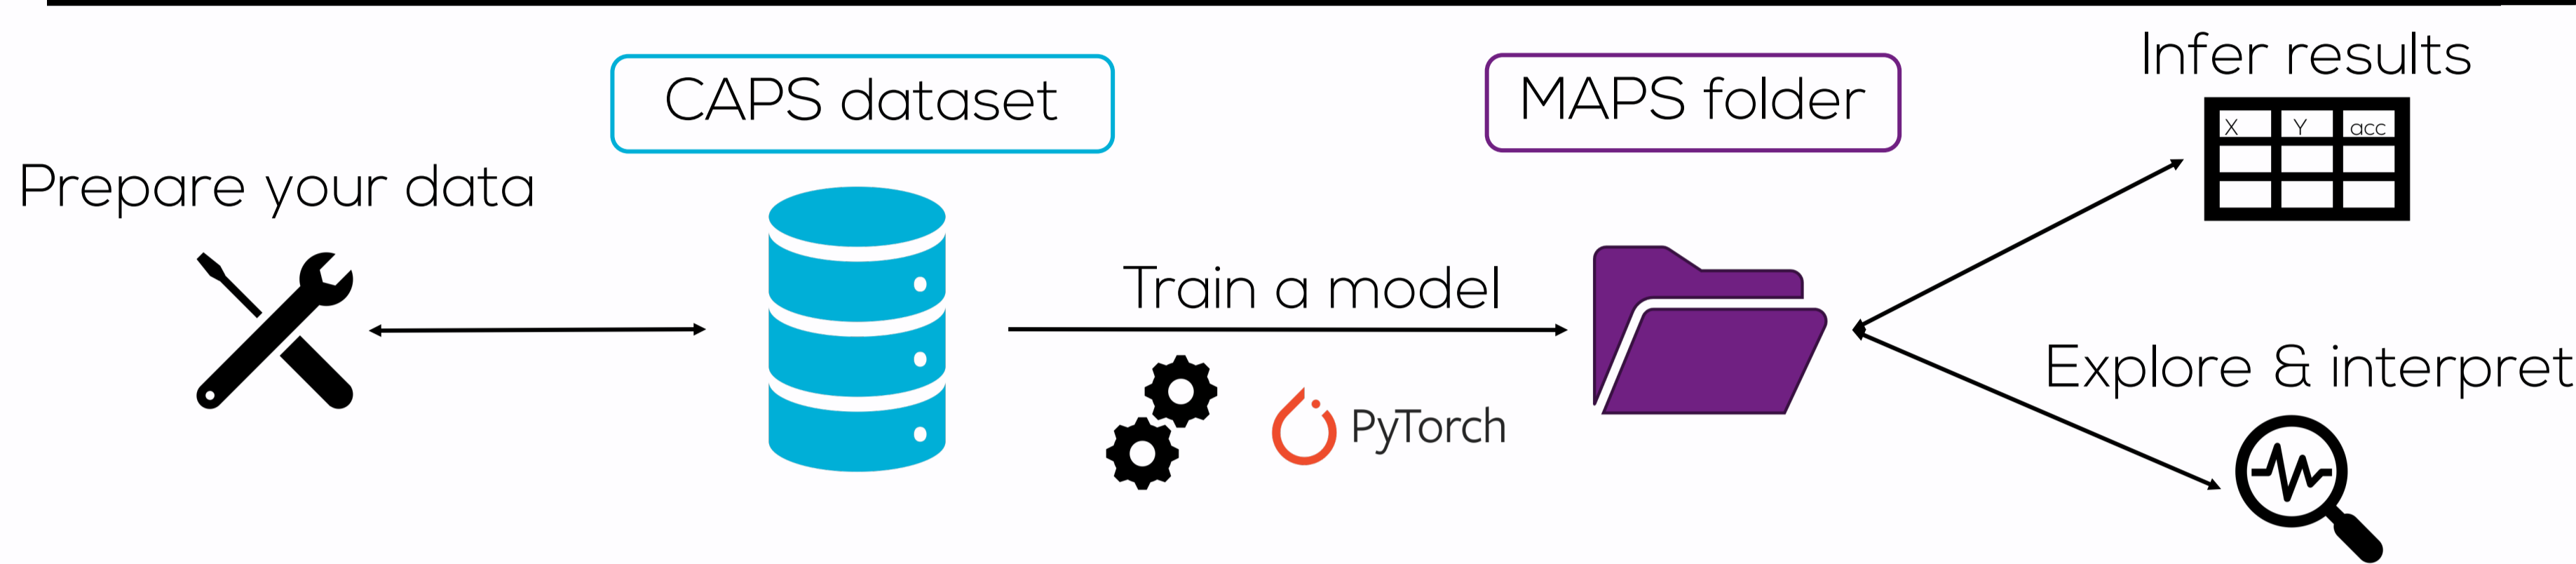 Prepare your data
CAPS dataset
Train a model
PyTorch
MAPS folder
Infer results
X Y acc
Explore & interpret